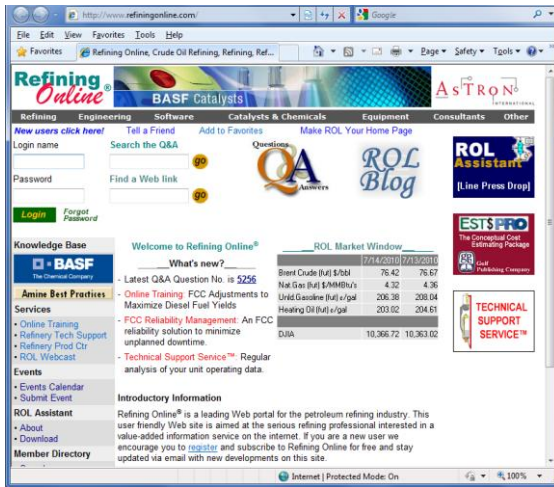 http://www.refiningonline.com/
Google
File Edit View Favorites Tools Help
Favorites
Refining Online, Crude Oil Refining, Refining, Ref...
Page Safety Tools
Refining Online®
BASF Catalysts
ASTRON INTERNATIONAL
Refining Engineering Software Catalysts & Chemicals Equipment Consultants Other
New users click here! Tell a Friend Add to Favorites Make ROL Your Home Page
Login name
Password
Login
Forgot Password
Search the Q&A
go
Find a Web link
go
Questions
Q&A
Answers
ROL
Blog
ROL
Assistant
[Line Press Drop]
Knowledge Base
BASF
The Chemical Company
Amine Best Practices
Services
• Online Training
• Refinery Tech Support
• Refinery Prod Ctr
• ROL Webcast
Events
• Events Calendar
• Submit Event
ROL Assistant
• About
• Download
Member Directory
Welcome to Refining Online®
What's new?
- Latest Q&A Question No. is 5256
- Online Training: FCC Adjustments to
Maximize Diesel Fuel Yields
- FCC Reliability Management: An FCC
reliability solution to minimize
unplanned downtime.
- Technical Support Service™: Regular
analysis of your unit operating data.
ROL Market Window
7/14/2010 7/13/2010
Brent Crude (fut) $/bbl 76.42 76.67
Nat.Gas (fut) $/MMBtu's 4.32 4.36
Unld.Gasoline (fut) ¢/gal 206.38 208.04
Heating Oil (fut) ¢/gal 203.02 204.61
DJIA 10,366.72 10,363.02
Introductory Information
Refining Online® is a leading Web portal for the petroleum refining industry. This
user friendly Web site is aimed at the serious refining professional interested in a
value-added information service on the internet. If you are a new user we
encourage you to register and subscribe to Refining Online for free and stay
updated via email with new developments on this site.
EST$PRO
The Conceptual Cost
Estimating Package
Gulf
Publishing Company
TECHNICAL
SUPPORT
SERVICE™
Internet | Protected Mode: On
100%